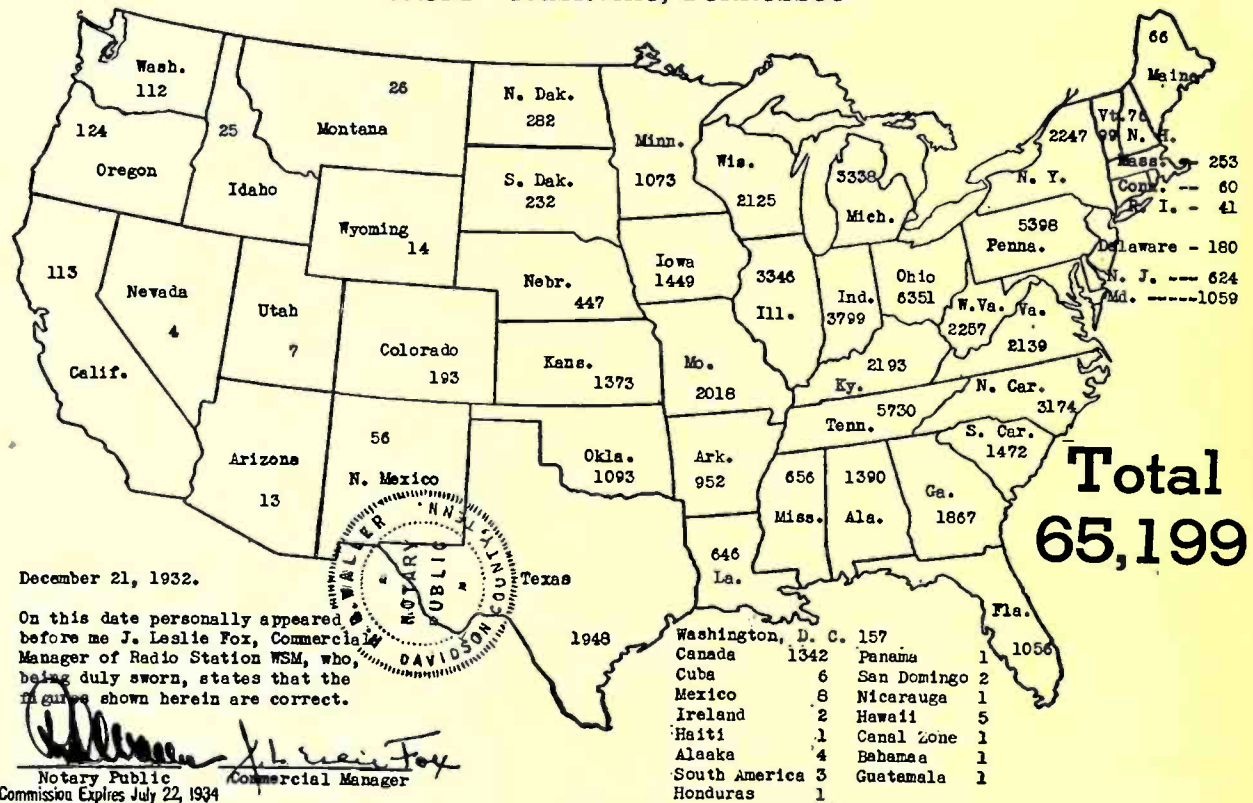 Wash.
112
124
Oregon
25
Idaho
26
Montana
N. Dak.
282
S. Dak.
232
Wyoming
14
Minn.
1073
Wis.
2125
3338
Mich.
2247
N. Y.
66
Maine
Vt. 76
99 N. H.
Mass. - 253
Conn. -- 60
R. I. - 41
5398
Penna.
Delaware - 180
N. J. --- 624
Md. -----1059
113
Calif.
Nevada
4
Utah
7
Colorado
193
Nebr.
447
Iowa
1449
3346
Ill.
Ind.
3799
Ohio
6351
W.Va.
2257
Va.
2139
Kans.
1373
Mo.
2018
2193
Ky.
N. Car.
3174
5730
Tenn.
S. Car.
1472
Arizona
13
56
N. Mexico
Okla.
1093
Ark.
952
656
Miss.
1390
Ala.
Ga.
1867
Total
65,199
Texas
1948
646
La.
Fla.
1056
WALLER
NOTARY
PUBLIC
DAVIDSON COUNTY, TENN.
December 21, 1932.
On this date personally appeared
before me J. Leslie Fox, Commercial
Manager of Radio Station WSM, who,
being duly sworn, states that the
figures shown herein are correct.
J. Leslie Fox
Notary Public Commercial Manager
Commission Expires July 22, 1934
Washington, D. C. 157
Canada 1342 Panama 1
Cuba 6 San Domingo 2
Mexico 8 Nicarauga 1
Ireland 2 Hawaii 5
Haiti 1 Canal Zone 1
Alaaka 4 Bahamaa 1
South America 3 Guatamala 1
Honduras 1